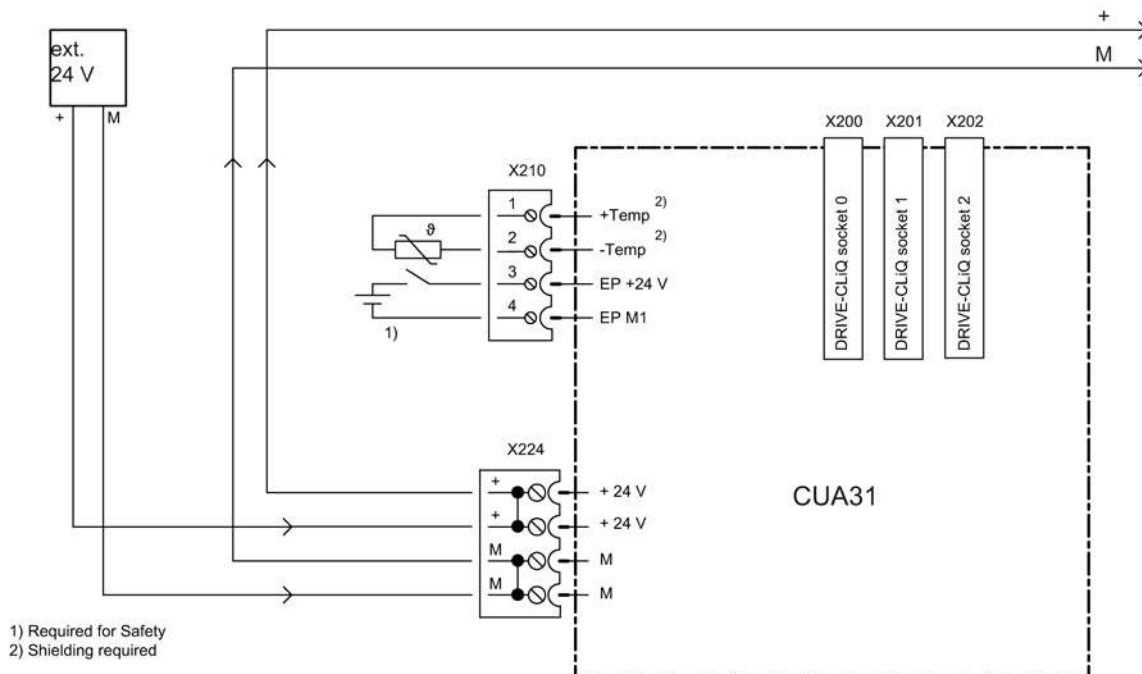 +
M
ext.
24 V
+ M
X200 X201 X202
DRIVE-CLiQ socket 0
DRIVE-CLiQ socket 1
DRIVE-CLiQ socket 2
X210
1 +Temp 2)
ϑ
2 -Temp 2)
3 EP +24 V
4 EP M1
1)
X224
+ + 24 V
+ + 24 V
M M
M M
CUA31
1) Required for Safety
2) Shielding required